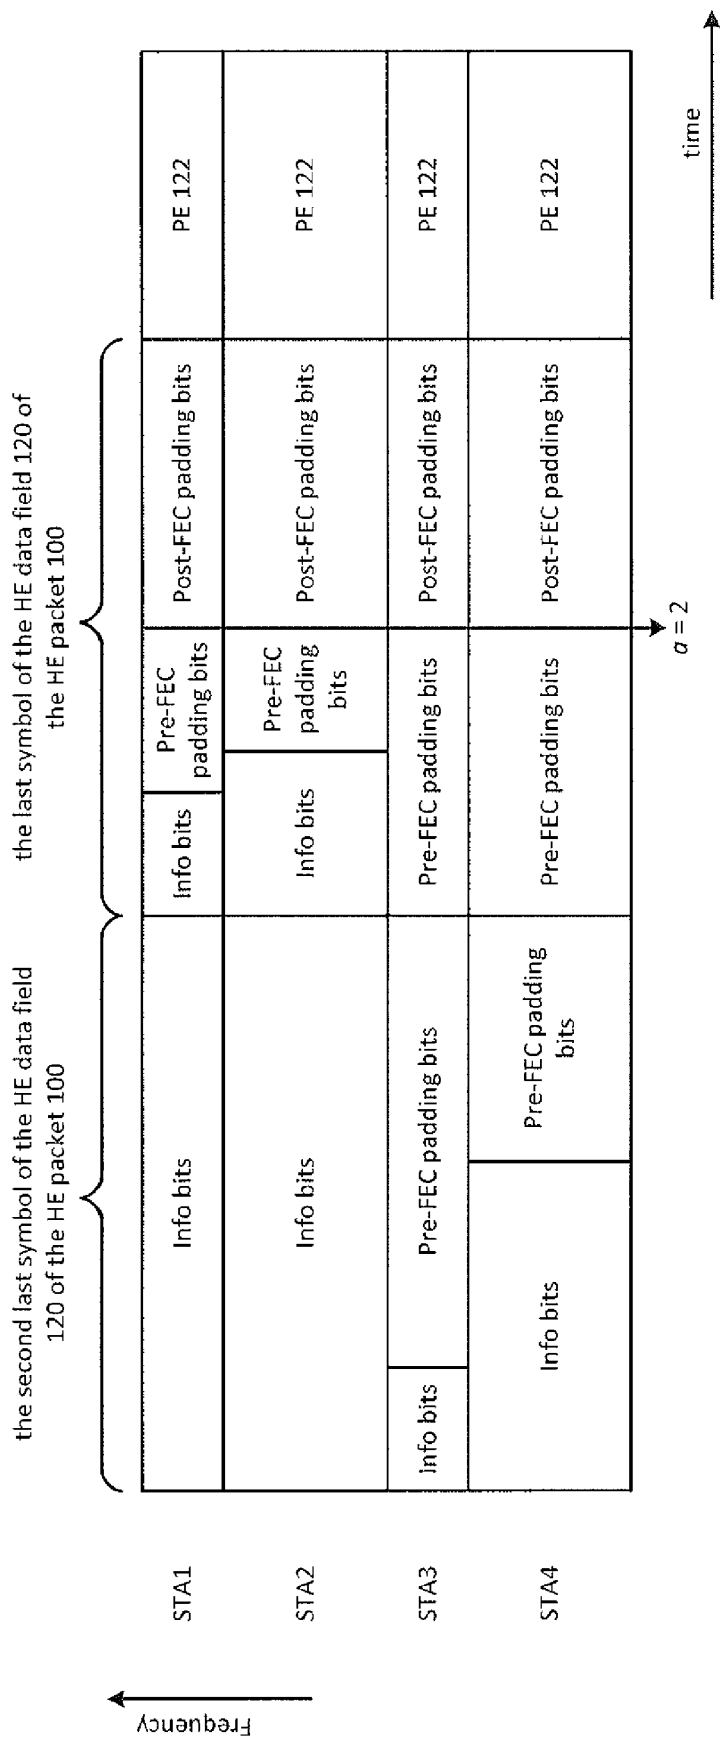 the second last symbol of the HE data field
120 of the HE packet 100
the last symbol of the HE data field 120 of
the HE packet 100
STA1
Info bits
Info bits
Pre-FEC
padding bits
Post-FEC padding bits
PE 122
STA2
Info bits
Info bits
Pre-FEC
padding
bits
Post-FEC padding bits
PE 122
STA3
Info bits
Pre-FEC padding bits
Pre-FEC padding bits
Post-FEC padding bits
PE 122
STA4
Info bits
Pre-FEC padding
bits
Pre-FEC padding bits
Post-FEC padding bits
PE 122
Frequency
a = 2
time